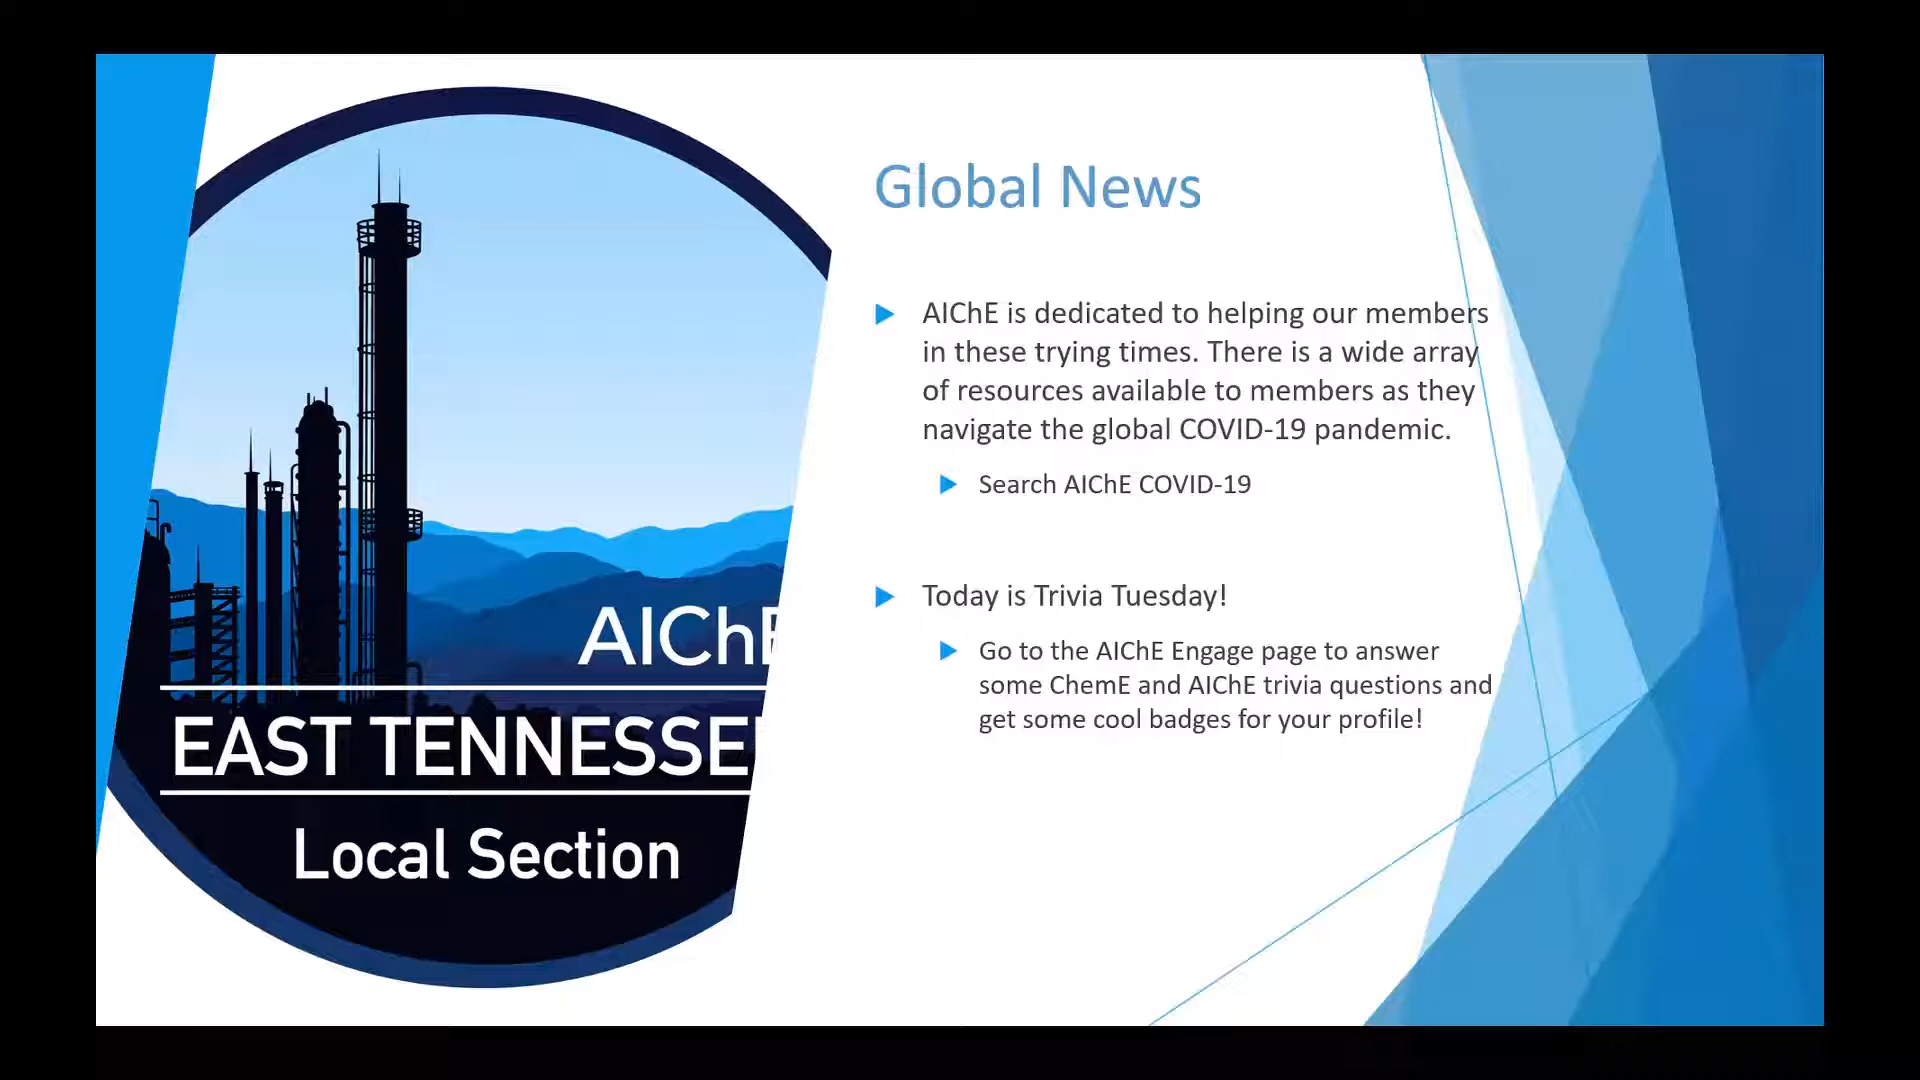 Global News
AIChE is dedicated to helping our members
in these trying times. There is a wide array
of resources available to members as they
navigate the global COVID-19 pandemic.
Search AIChE COVID-19
Today is Trivia Tuesday!
Go to the AIChE Engage page to answer
some ChemE and AIChE trivia questions and
get some cool badges for your profile!
AIChE
EAST TENNESSEE
Local Section